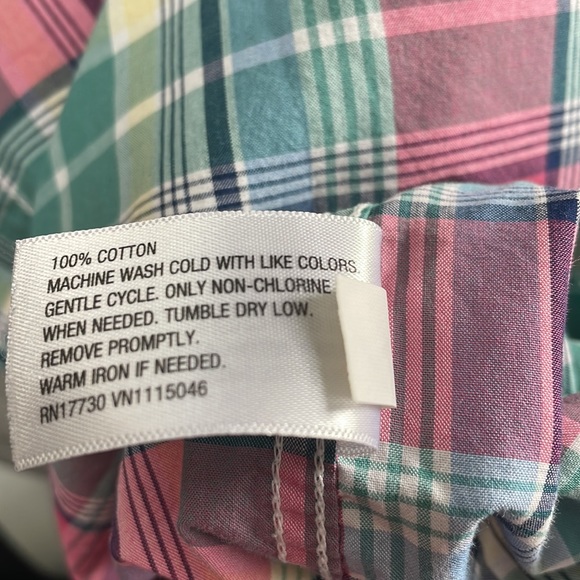 100% COTTON
MACHINE WASH COLD WITH LIKE COLORS.
GENTLE CYCLE. ONLY NON-CHLORINE
WHEN NEEDED. TUMBLE DRY LOW.
REMOVE PROMPTLY.
WARM IRON IF NEEDED.
RN17730 VN1115046